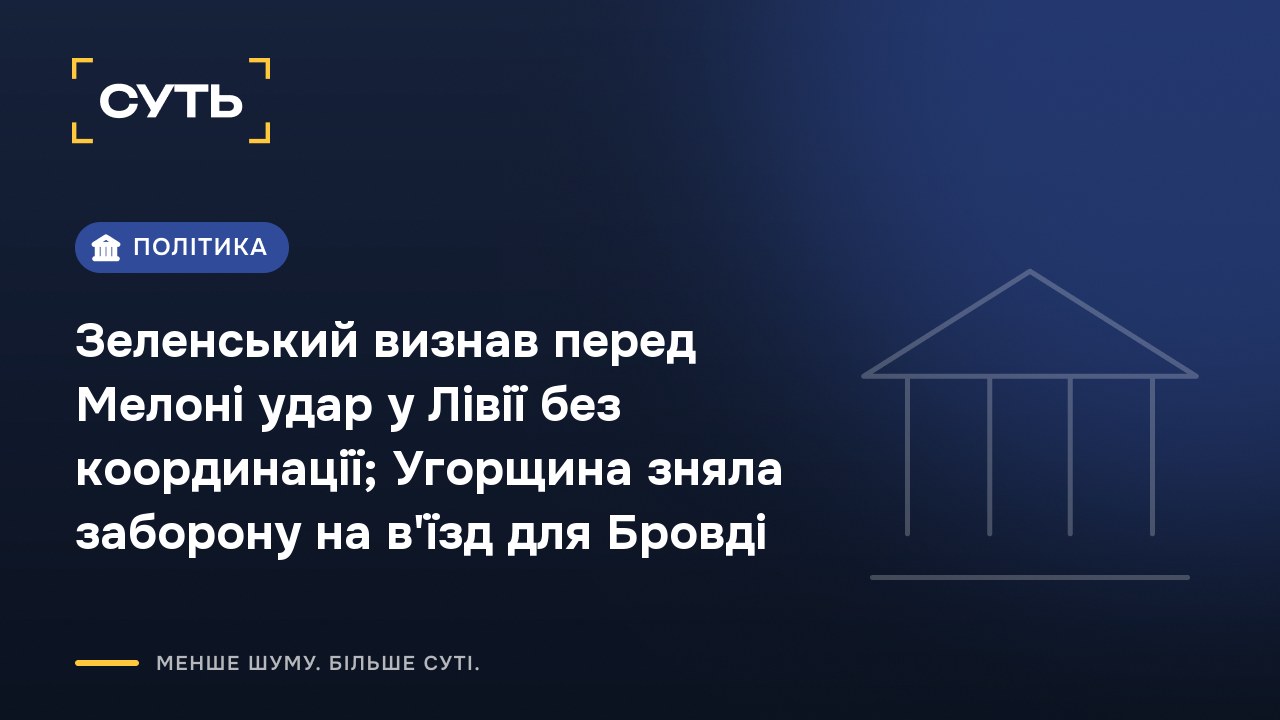 СУТЬ
ПОЛІТИКА
Зеленський визнав перед
Мелоні удар у Лівії без
координації; Угорщина зняла
заборону на в'їзд для Бровді
МЕНШЕ ШУМУ. БІЛЬШЕ СУТІ.